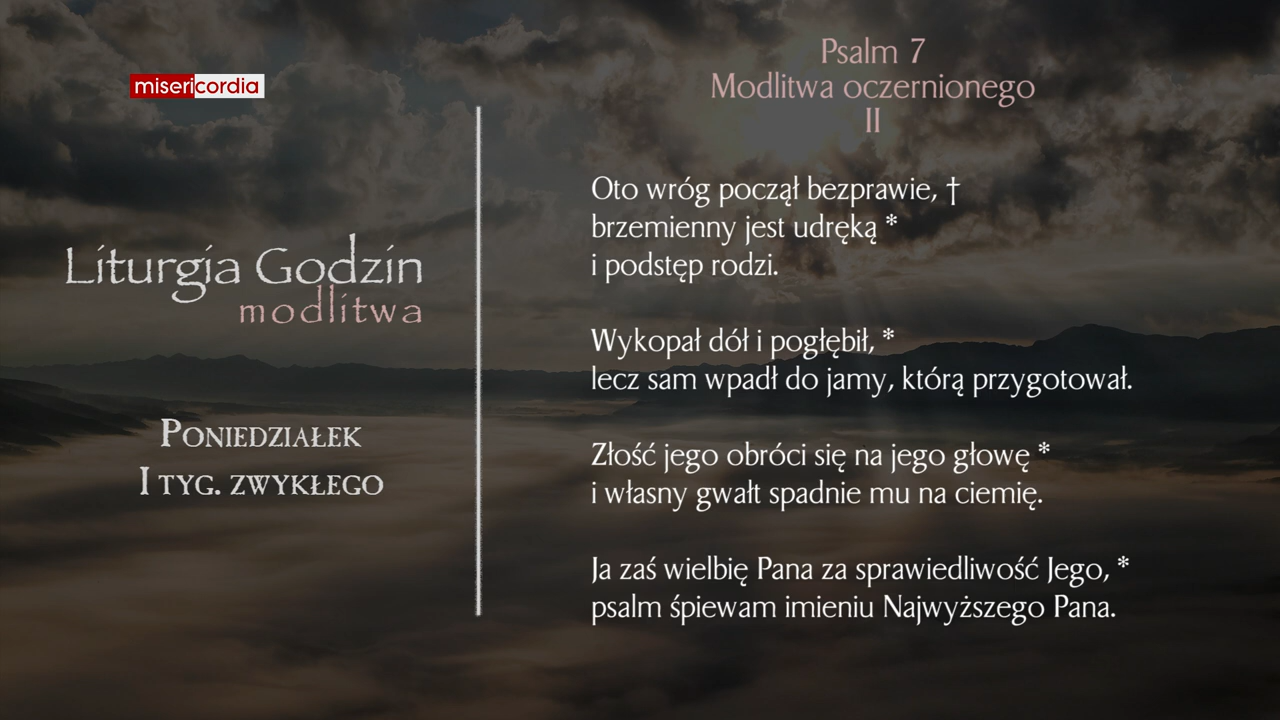 misericordia
Liturgia Godzin
modlitwa
Poniedziałek
I tyg. zwykłego
Psalm 7
Modlitwa oczernionego
II
Oto wróg począł bezprawie, †
brzemienny jest udręką *
i podstęp rodzi.
Wykopał dół i pogłębił, *
lecz sam wpadł do jamy, którą przygotował.
Złość jego obróci się na jego głowę *
i własny gwałt spadnie mu na ciemię.
Ja zaś wielbię Pana za sprawiedliwość Jego, *
psalm śpiewam imieniu Najwyższego Pana.